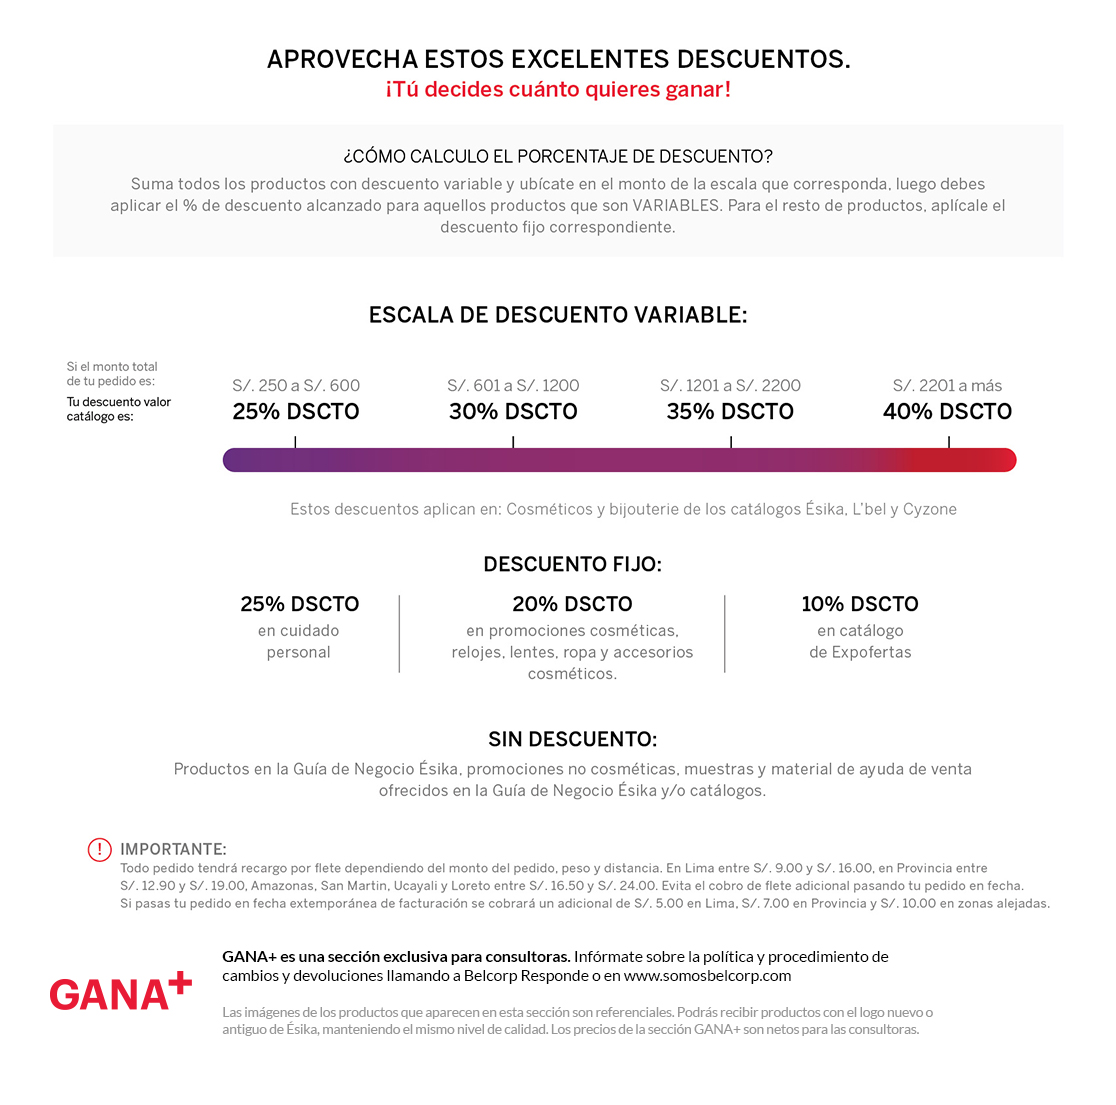 APROVECHA ESTOS EXCELENTES DESCUENTOS.
¡Tú decides cuánto quieres ganar!
¿CÓMO CALCULO EL PORCENTAJE DE DESCUENTO?
Suma todos los productos con descuento variable y ubícate en el monto de la escala que corresponda, luego debes
aplicar el % de descuento alcanzado para aquellos productos que son VARIABLES. Para el resto de productos, aplícale el
descuento fijo correspondiente.
ESCALA DE DESCUENTO VARIABLE:
Si el monto total
de tu pedido es:
Tu descuento valor
catálogo es:
S/. 250 a S/. 600
25% DSCTO
S/. 601 a S/. 1200
30% DSCTO
S/. 1201 a S/. 2200
35% DSCTO
S/. 2201 a más
40% DSCTO
Estos descuentos aplican en: Cosméticos y bijouterie de los catálogos Ésika, L'bel y Cyzone
DESCUENTO FIJO:
25% DSCTO
en cuidado
personal
20% DSCTO
en promociones cosméticas,
relojes, lentes, ropa y accesorios
cosméticos.
10% DSCTO
en catálogo
de Expofertas
SIN DESCUENTO:
Productos en la Guía de Negocio Ésika, promociones no cosméticas, muestras y material de ayuda de venta
ofrecidos en la Guía de Negocio Ésika y/o catálogos.
! IMPORTANTE:
Todo pedido tendrá recargo por flete dependiendo del monto del pedido, peso y distancia. En Lima entre S/. 9.00 y S/. 16.00, en Provincia entre
S/. 12.90 y S/. 19.00, Amazonas, San Martin, Ucayali y Loreto entre S/. 16.50 y S/. 24.00. Evita el cobro de flete adicional pasando tu pedido en fecha.
Si pasas tu pedido en fecha extemporánea de facturación se cobrará un adicional de S/. 5.00 en Lima, S/. 7.00 en Provincia y S/. 10.00 en zonas alejadas.
GANA+
GANA+ es una sección exclusiva para consultoras. Infórmate sobre la política y procedimiento de
cambios y devoluciones llamando a Belcorp Responde o en www.somosbelcorp.com
Las imágenes de los productos que aparecen en esta sección son referenciales. Podrás recibir productos con el logo nuevo o
antiguo de Ésika, manteniendo el mismo nivel de calidad. Los precios de la sección GANA+ son netos para las consultoras.